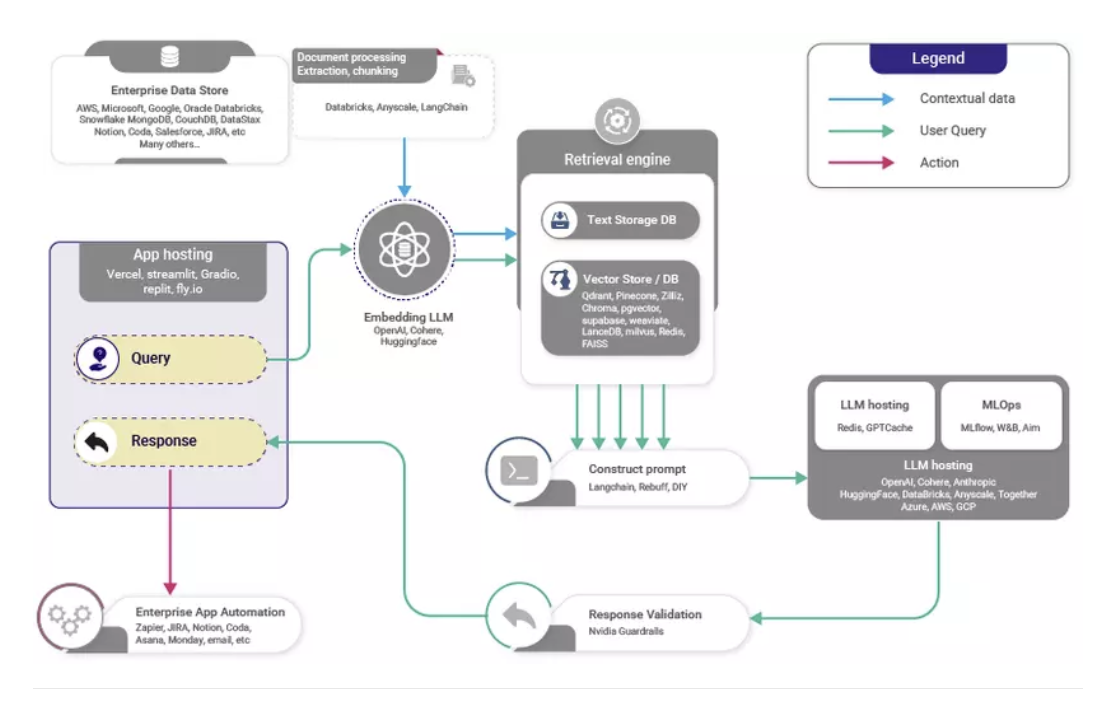 Enterprise Data Store
AWS, Microsoft, Google, Oracle Databricks,
Snowflake MongoDB, CouchDB, DataStax
Notion, Coda, Salesforce, JIRA, etc
Many others...
Document processing
Extraction, chunking
Databricks, Anyscale, LangChain
Legend
Contextual data
User Query
Action
Retrieval engine
Text Storage DB
Vector Store / DB
Qdrant, Pinecone, Zilliz,
Chroma, pgvector,
supabase, weaviate,
LanceDB, milvus, Redis,
FAISS
App hosting
Vercel, streamlit, Gradio,
replit, fly.io
Embedding LLM
OpenAI, Cohere,
Huggingface
Query
Response
LLM hosting
Redis, GPTCache
MLOps
MLflow, W&B, Aim
LLM hosting
OpenAI, Cohere, Anthropic
HuggingFace, DataBricks, Anyscale, Together
Azure, AWS, GCP
Construct prompt
Langchain, Rebuff, DIY
Enterprise App Automation
Zapier, JIRA, Notion, Coda,
Asana, Monday, email, etc
Response Validation
Nvidia Guardrails